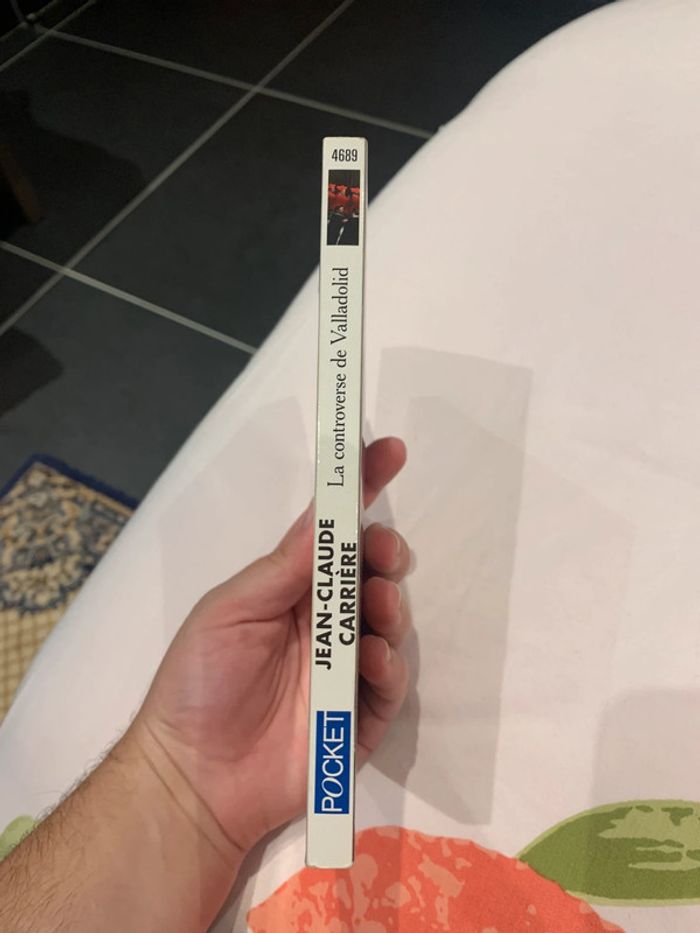 4689
La controverse de Valladolid
JEAN-CLAUDE
CARRIÈRE
POCKET